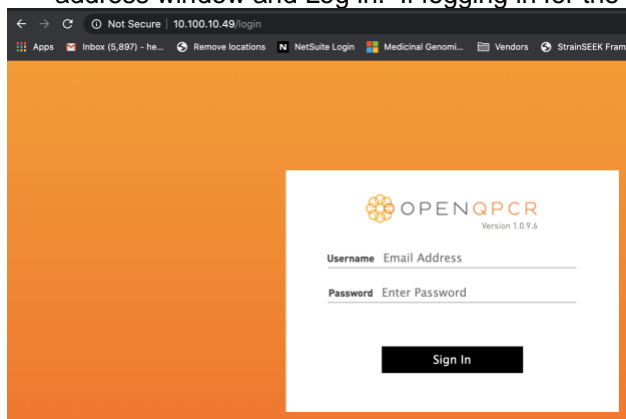 address window and Log in. If logging in for the
Not Secure | 10.100.10.49/login
Apps Inbox (5,897) - he... Remove locations N NetSuite Login Medicinal Genomi... Vendors StrainSEEK Fram
OPENQPCR
Version 1.0.9.6
Username Email Address
Password Enter Password
Sign In